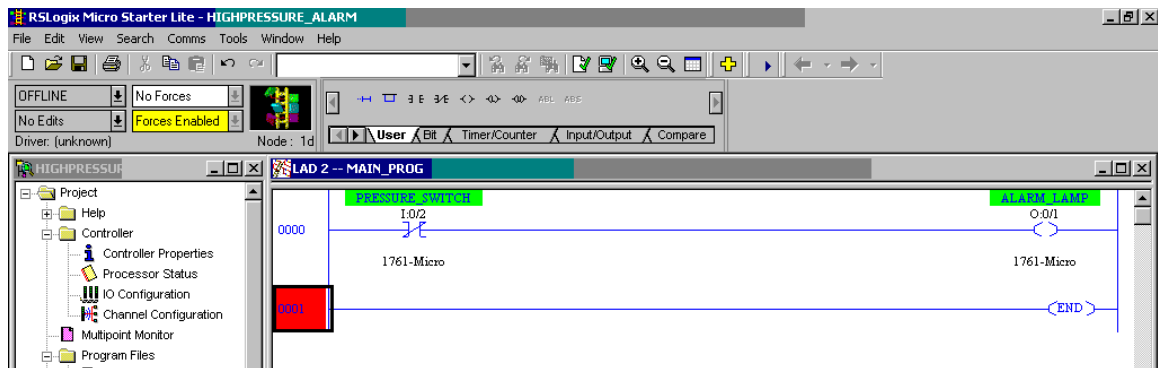 RSLogix Micro Starter Lite - HIGHPRESSURE_ALARM
File Edit View Search Comms Tools Window Help
OFFLINE No Forces
No Edits Forces Enabled
Driver: (unknown) Node: 1d
ABL ABS
User Bit Timer/Counter Input/Output Compare
HIGHPRESSUR
LAD 2 -- MAIN_PROG
Project
Help
Controller
Controller Properties
Processor Status
IO Configuration
Channel Configuration
Multipoint Monitor
Program Files
PRESSURE_SWITCH ALARM_LAMP
I:0/2 O:0/1
0000
1761-Micro 1761-Micro
0001 END